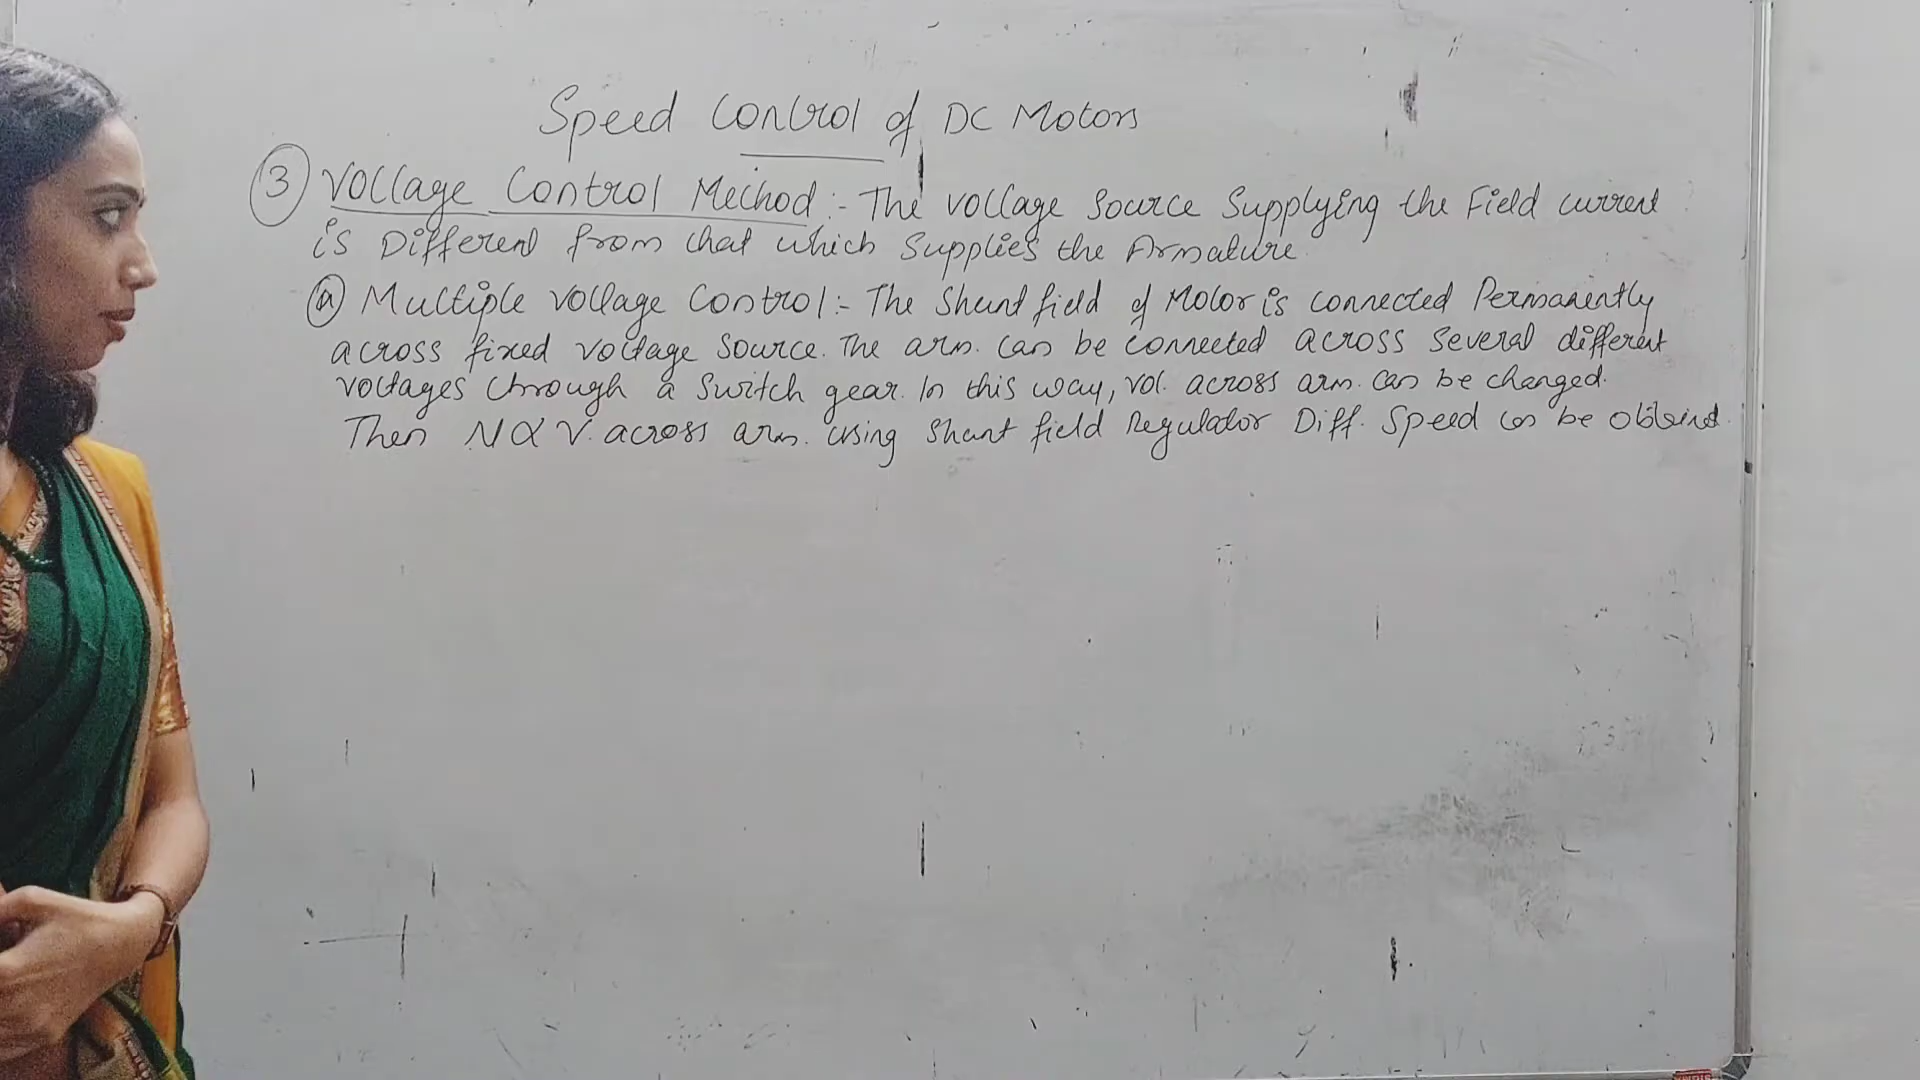 Speed Control of DC Motors
③ Voltage Control Method:- The voltage source supplying the Field current
is Different from that which supplies the Armature.
ⓐ Multiple voltage control:- The Shunt field of Motor is connected Permanently
across fixed voltage source. The arm. can be connected across several different
voltages through a switch gear. In this way, vol. across arm. can be changed.
Then N α V. across arm. using shunt field Regulator Diff. Speed can be obtained.